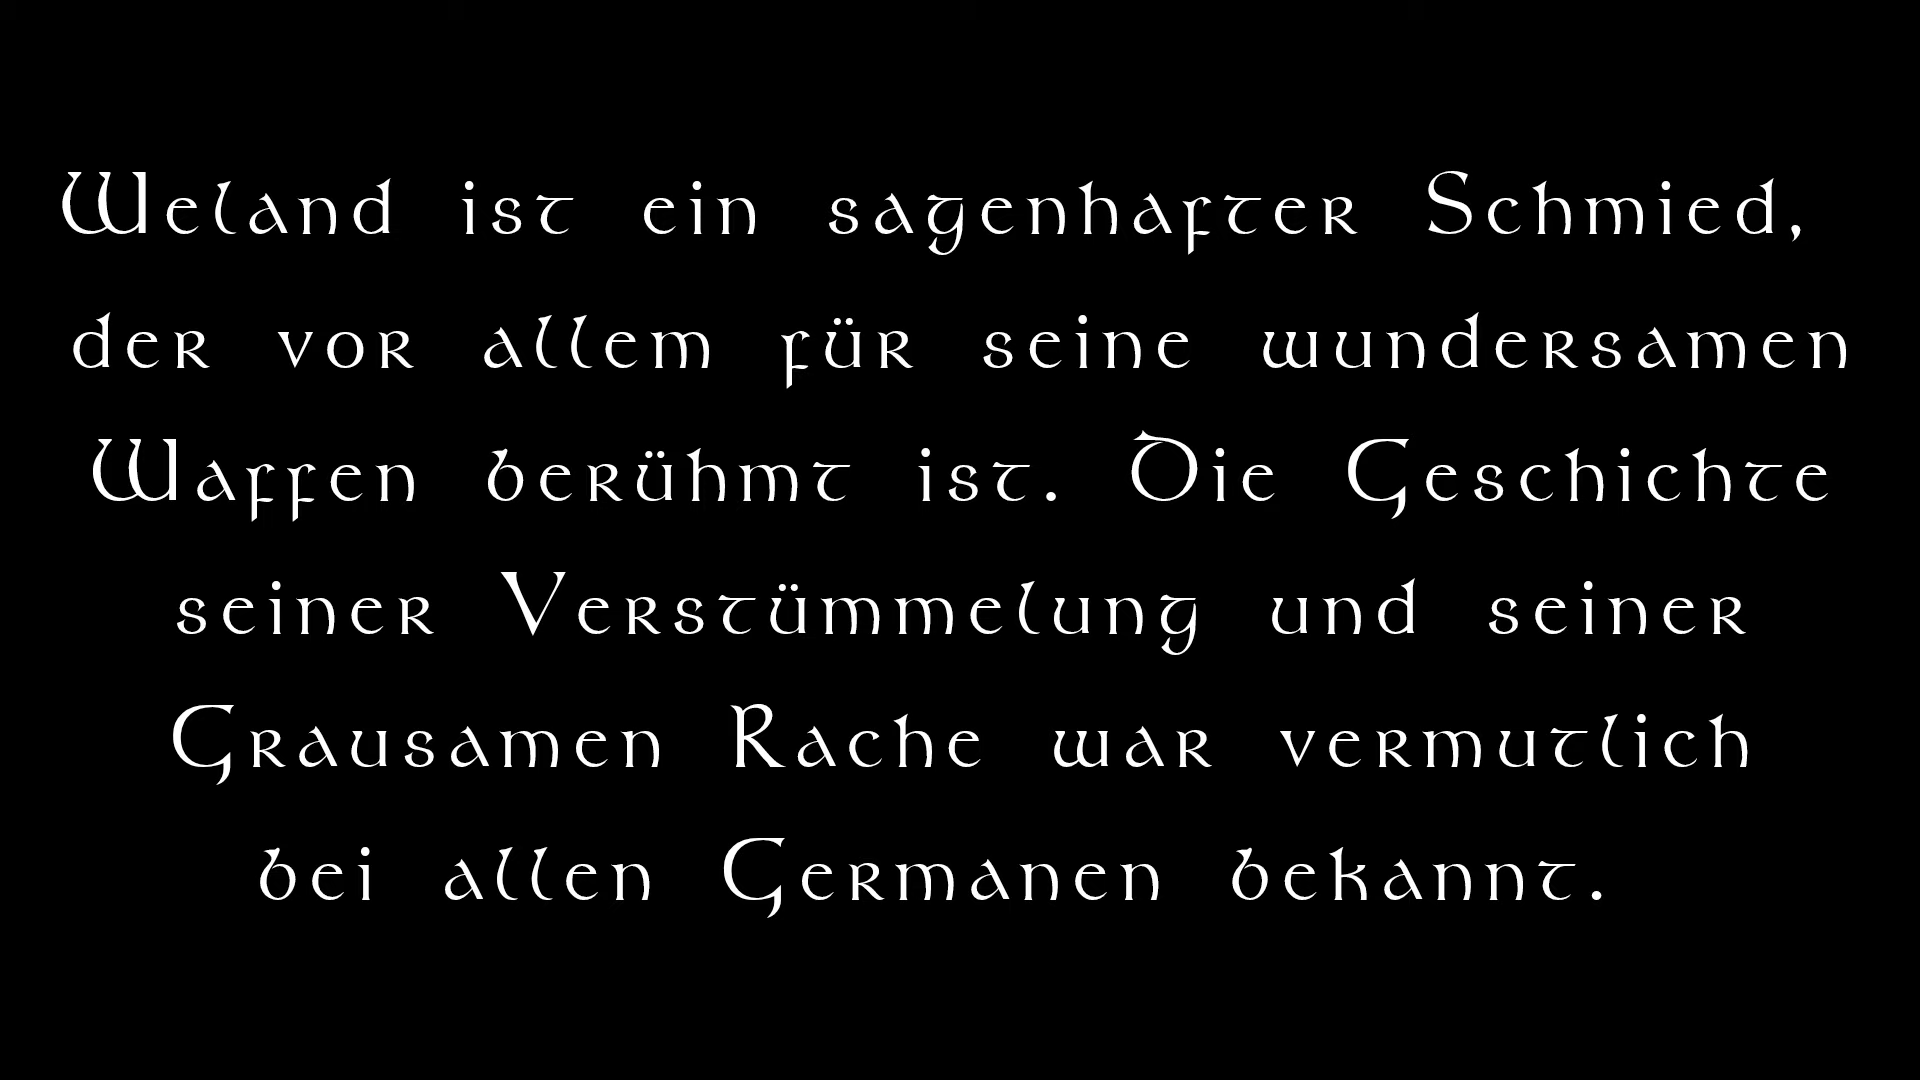 Weland ist ein sagenhafter Schmied,
der vor allem für seine wundersamen
Waffen berühmt ist. Die Geschichte
seiner Verstümmelung und seiner
Grausamen Rache war vermutlich
bei allen Germanen bekannt.